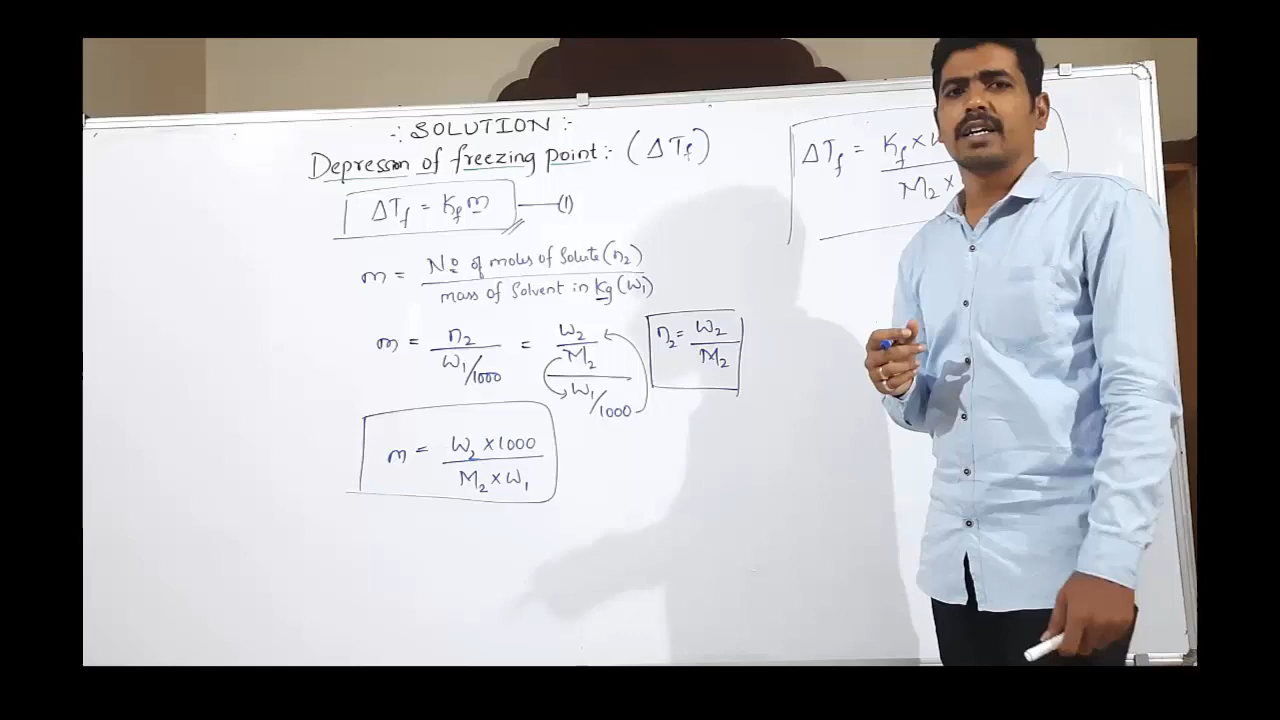 ∴ SOLUTION :-
Depression of freezing point :- (ΔTf)
ΔTf = Kf m —(1)
m = No of moles of Solute (n2) / mass of Solvent in Kg (W1)
m = n2 / W1/1000 = W2/M2 / W1/1000
n2 = W2 / M2
m = W2 × 1000 / M2 × W1
ΔTf = Kf × / M2 ×